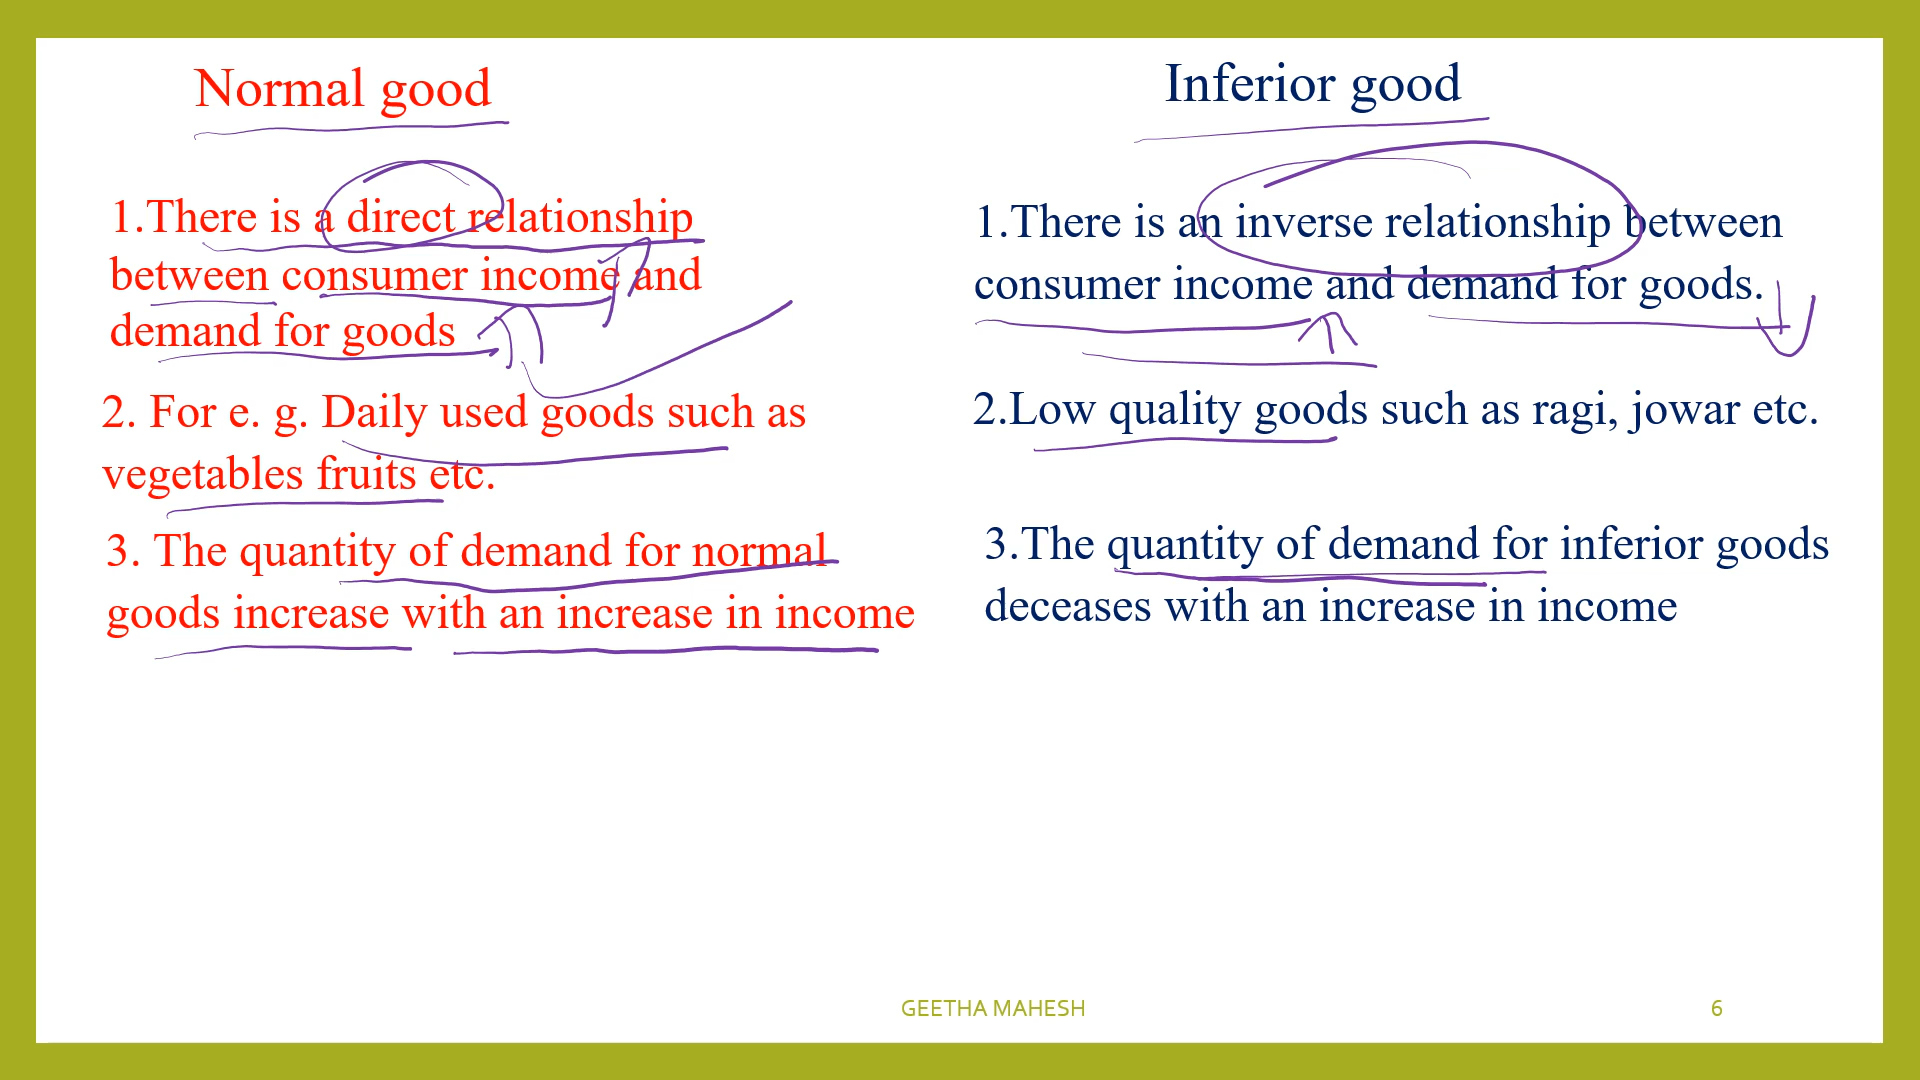 Normal good
1.There is a direct relationship
between consumer income and
demand for goods
2. For e. g. Daily used goods such as
vegetables fruits etc.
3. The quantity of demand for normal
goods increase with an increase in income
Inferior good
1.There is an inverse relationship between
consumer income and demand for goods.
2.Low quality goods such as ragi, jowar etc.
3.The quantity of demand for inferior goods
deceases with an increase in income
GEETHA MAHESH
6